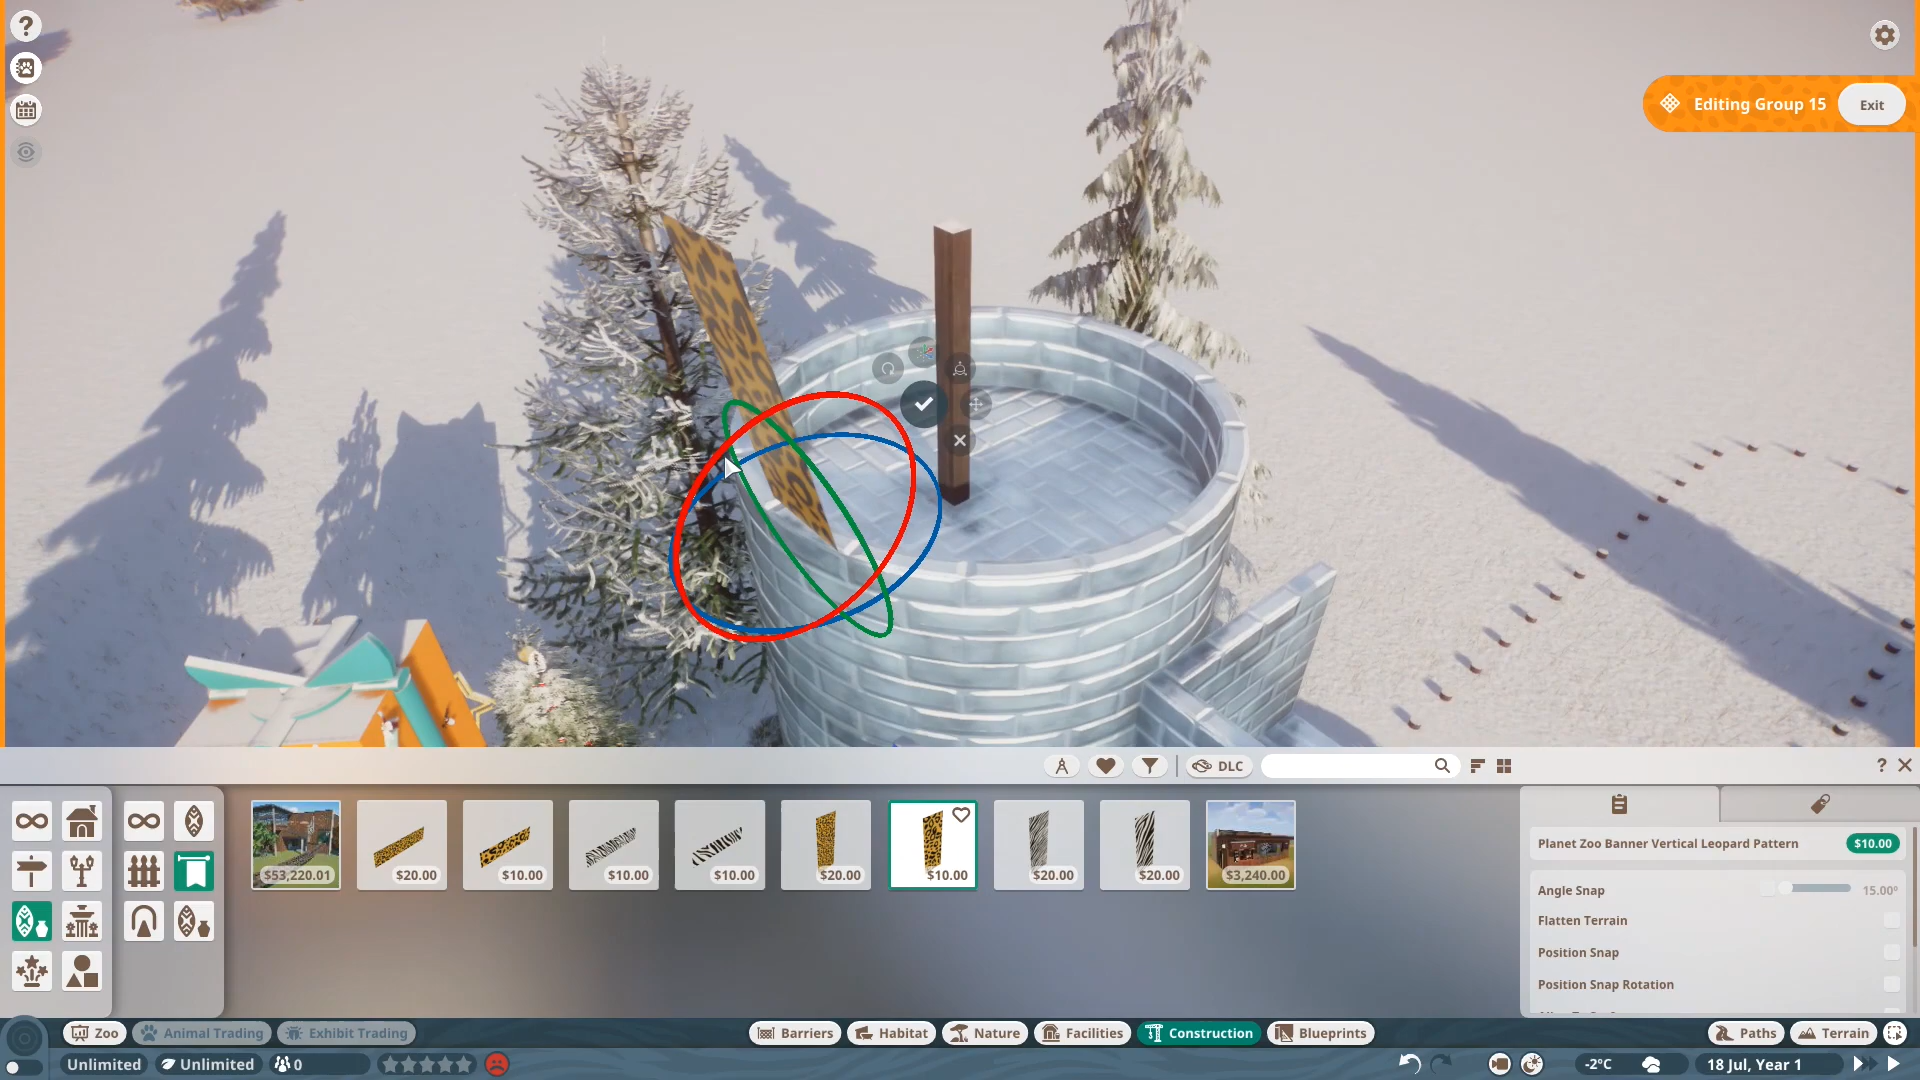 ?
Editing Group 15
Exit
DLC
?
$53,220.01
$20.00
$10.00
$10.00
$10.00
$20.00
$10.00
$20.00
$20.00
$3,240.00
Planet Zoo Banner Vertical Leopard Pattern
$10.00
Angle Snap
15.00°
Flatten Terrain
Position Snap
Position Snap Rotation
Zoo
Animal Trading
Exhibit Trading
Barriers
Habitat
Nature
Facilities
Construction
Blueprints
Paths
Terrain
Unlimited
Unlimited
0
-2°C
18 Jul, Year 1